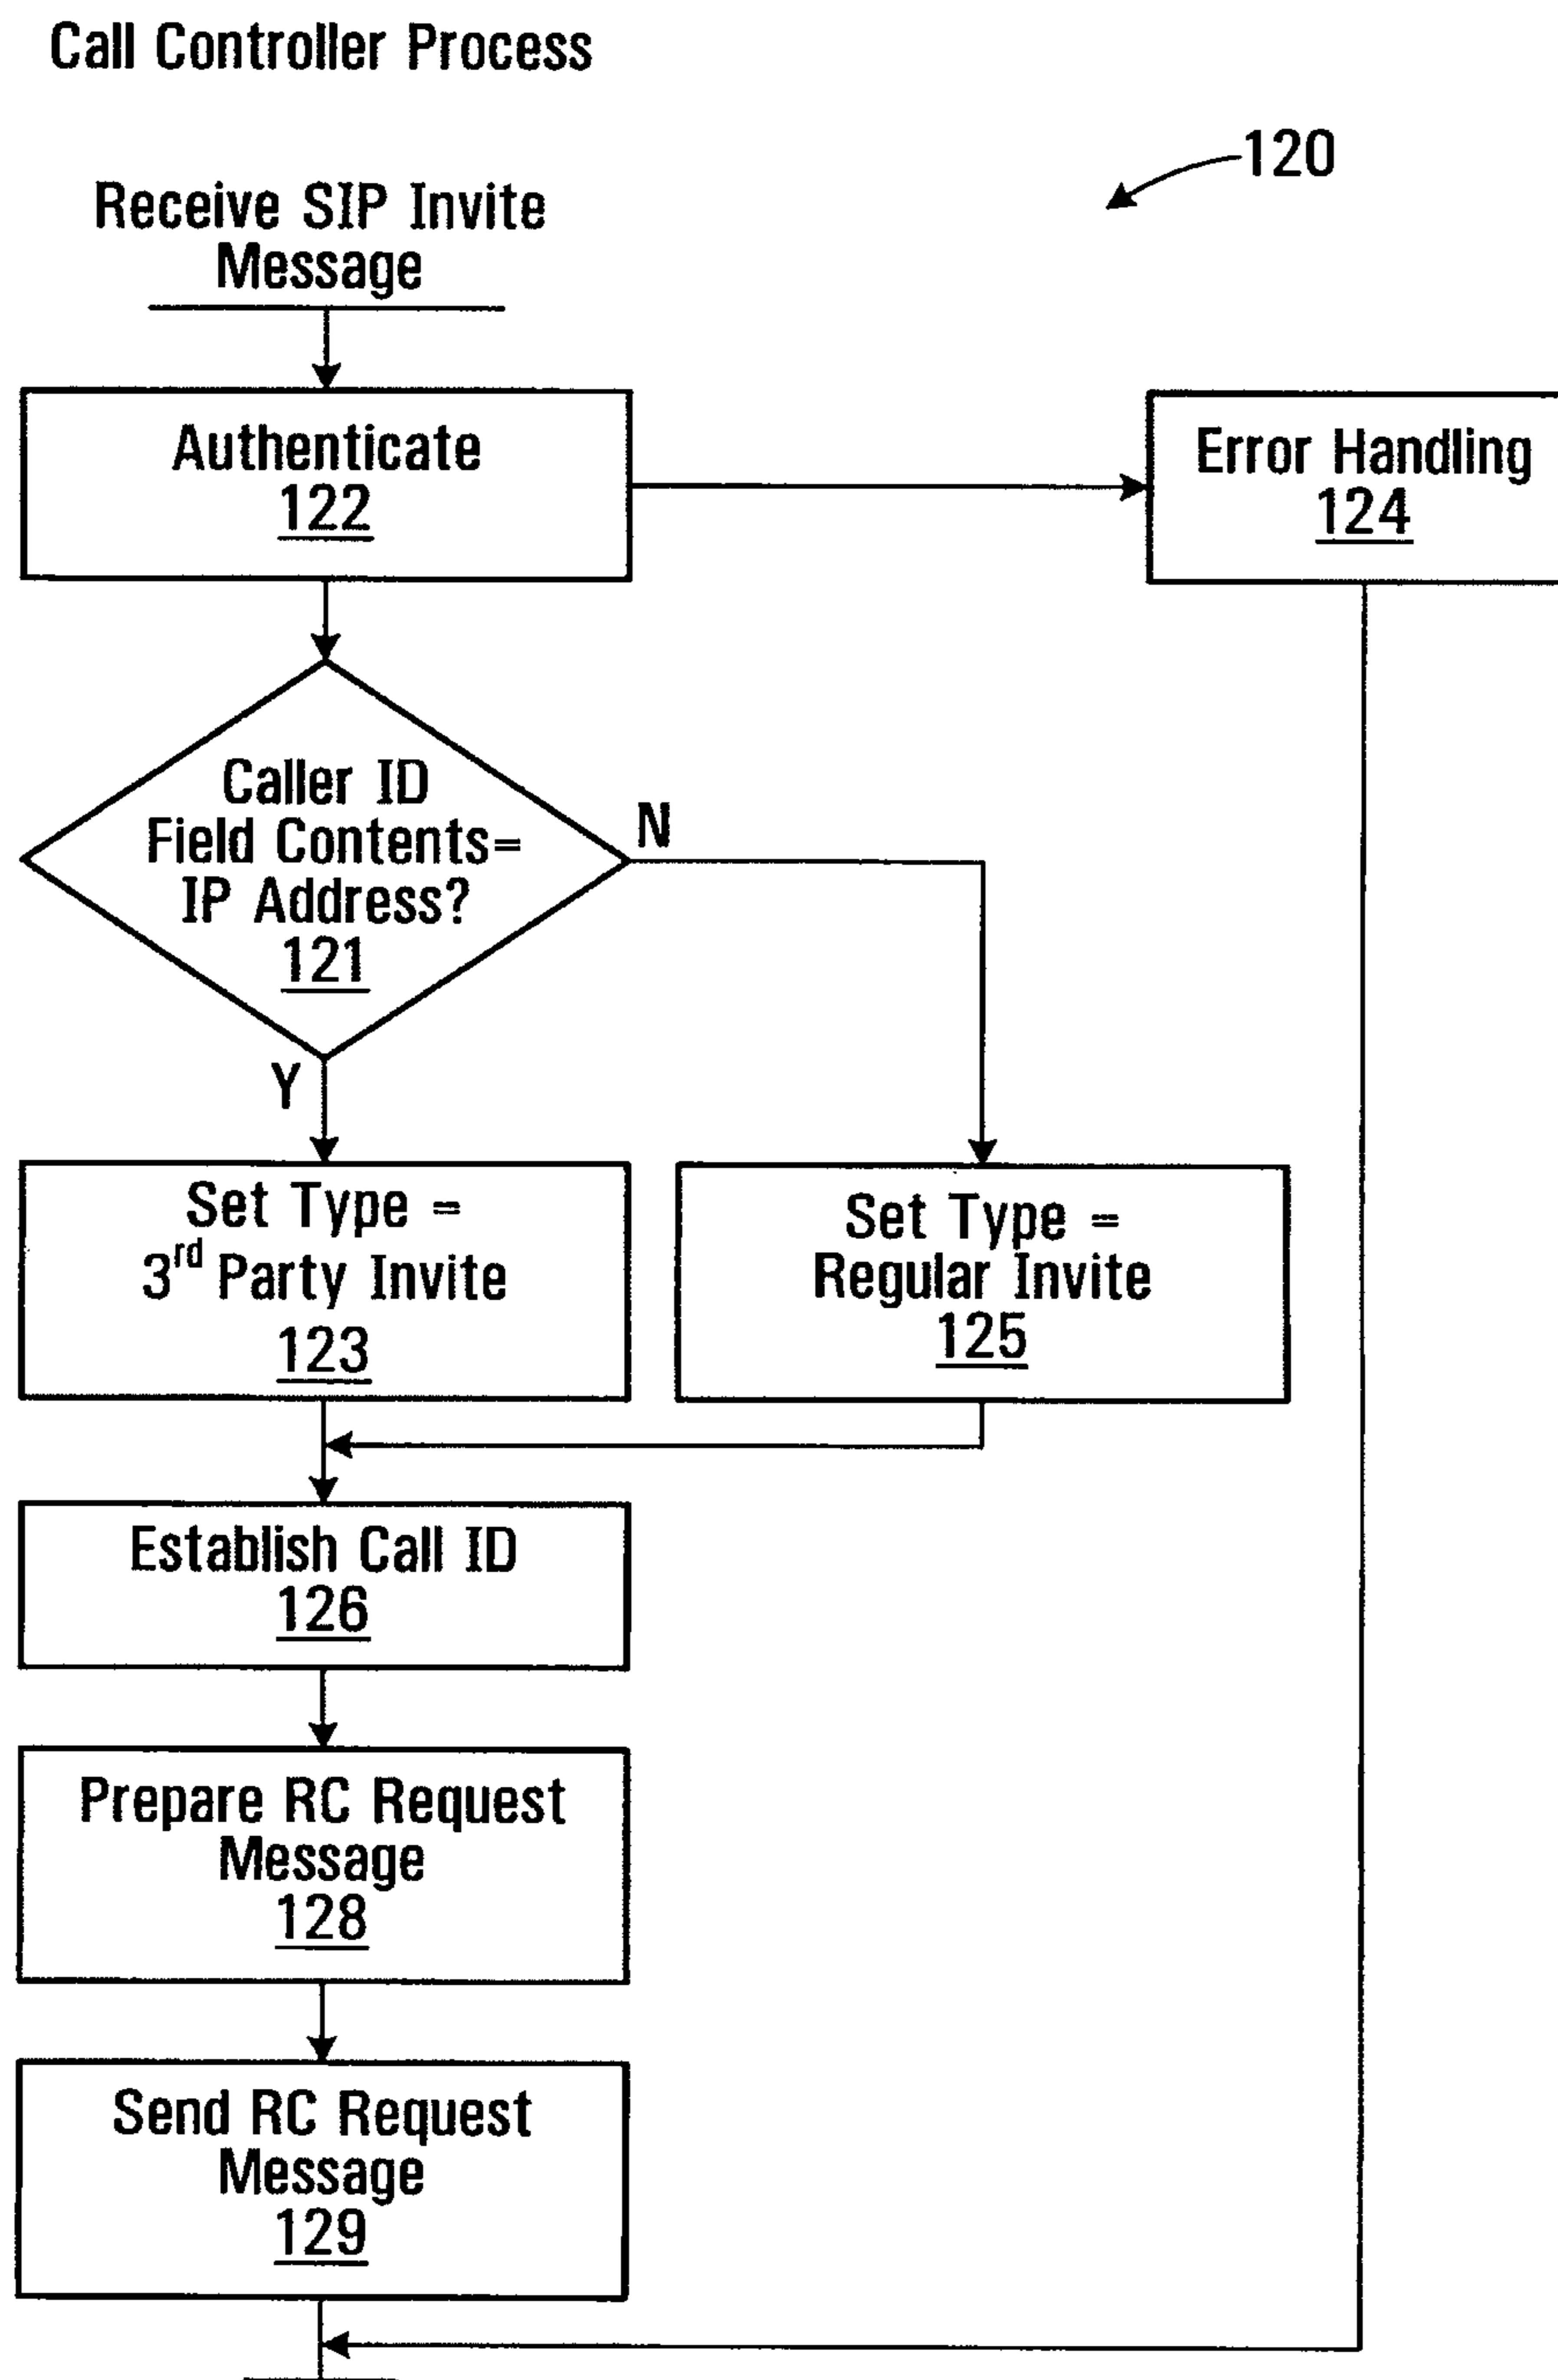 Call Controller Process
120
Receive SIP Invite
Message
Authenticate
122
Error Handling
124
Caller ID
Field Contents=
IP Address?
121
N
Y
Set Type =
3rd Party Invite
123
Set Type =
Regular Invite
125
Establish Call ID
126
Prepare RC Request
Message
128
Send RC Request
Message
129